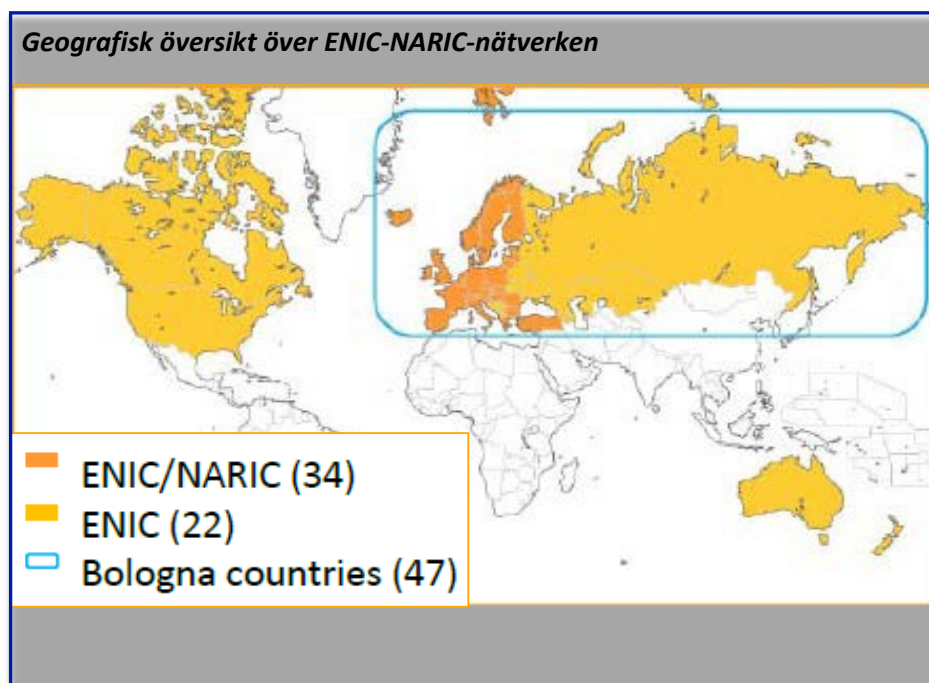 Geografisk översikt över ENIC-NARIC-nätverken
ENIC/NARIC (34)
ENIC (22)
Bologna countries (47)